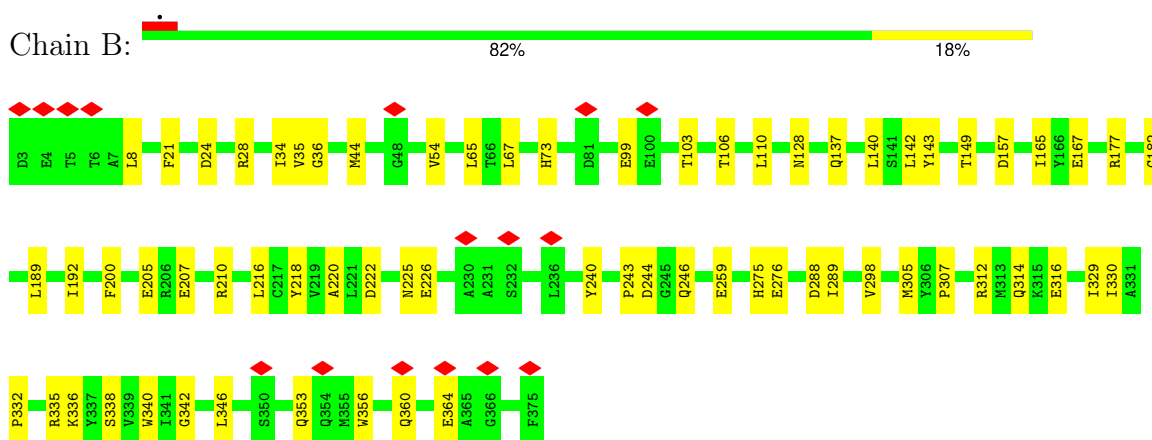 Chain B:
82% 18%
D3 E4 T5 T6 A7 L8 F21 D24 R28 I34 V35 G36 M44 G48 V54 L65 T66 L67 H73 D81 E99 E100 T103 T106 L110 N128 Q137 L140 S141 L142 Y143 T149 D157 I165 Y166 E167 R177
L189 I192 F200 E205 R206 E207 R210 L216 C217 Y218 V219 A220 L221 D222 N225 E226 A230 A231 S232 L236 Y240 P243 D244 G245 Q246 E259 H275 E276 D288 I289 V298 M305 Y306 P307 R312 M313 Q314 K315 E316 I329 I330 A331
P332 R335 K336 Y337 S338 V339 W340 I341 G342 L346 S350 Q353 Q354 M355 W356 Q360 E364 A365 G366 F375